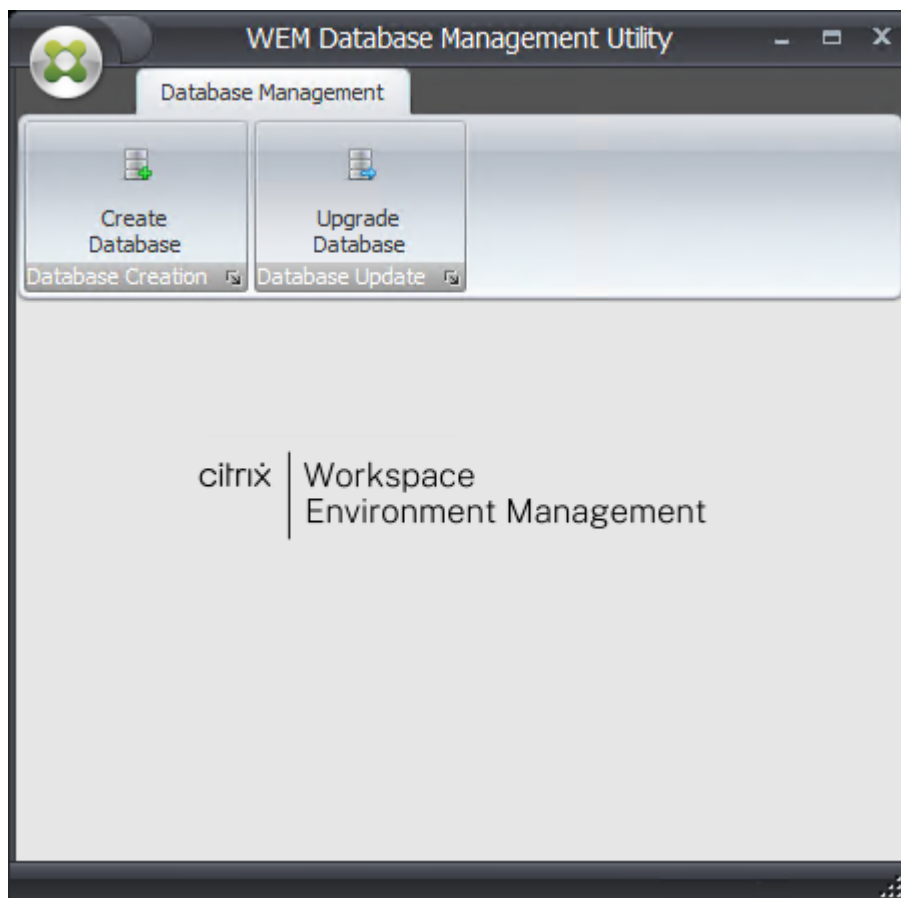 WEM Database Management Utility
Database Management
Create
Database
Upgrade
Database
Database Creation
Database Update
citrix
Workspace
Environment Management